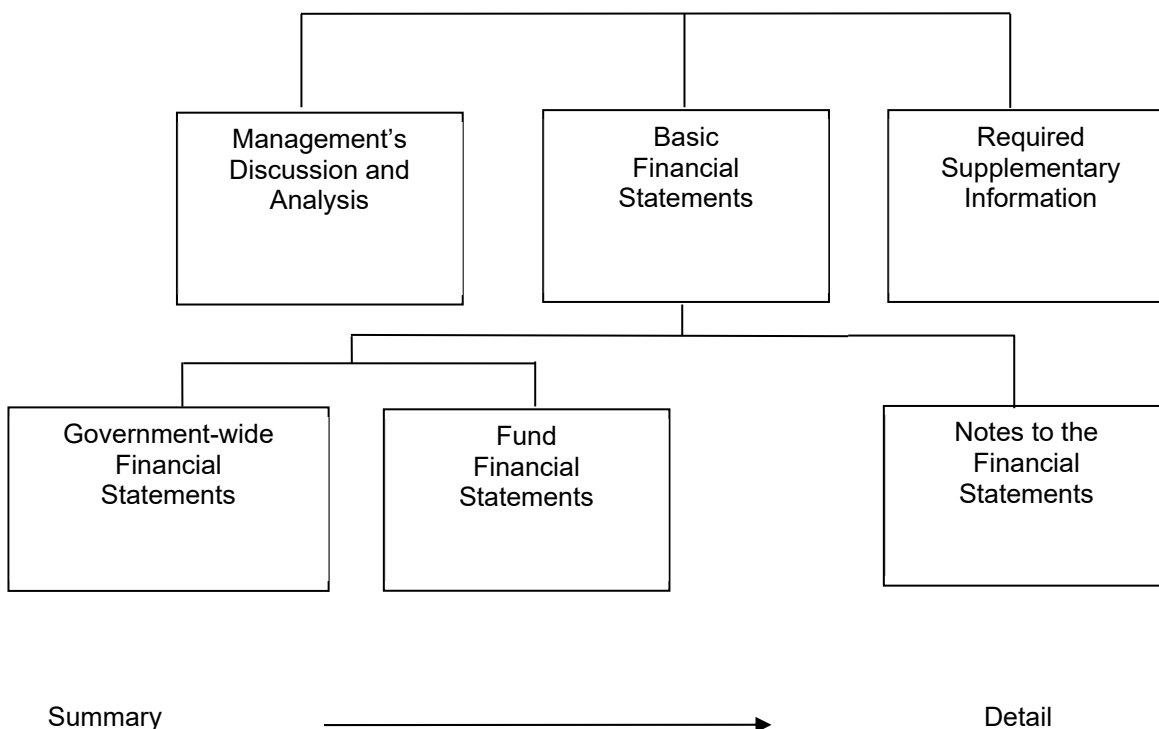 Management’s
Discussion and
Analysis
Basic
Financial
Statements
Required
Supplementary
Information
Government-wide
Financial
Statements
Fund
Financial
Statements
Notes to the
Financial
Statements
Summary
Detail